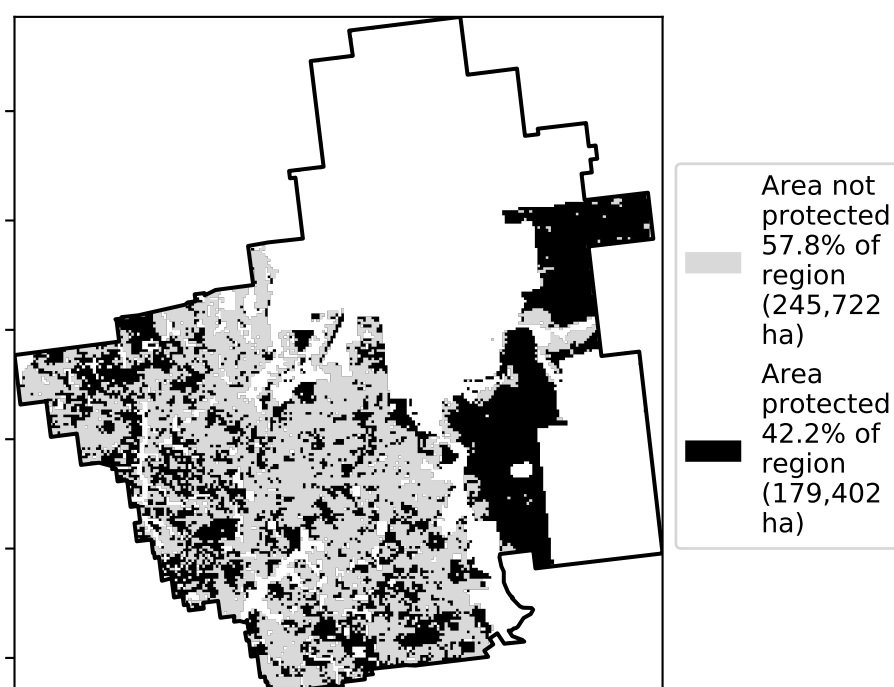 Area not
protected
57.8% of
region
(245,722
ha)
Area
protected
42.2% of
region
(179,402
ha)